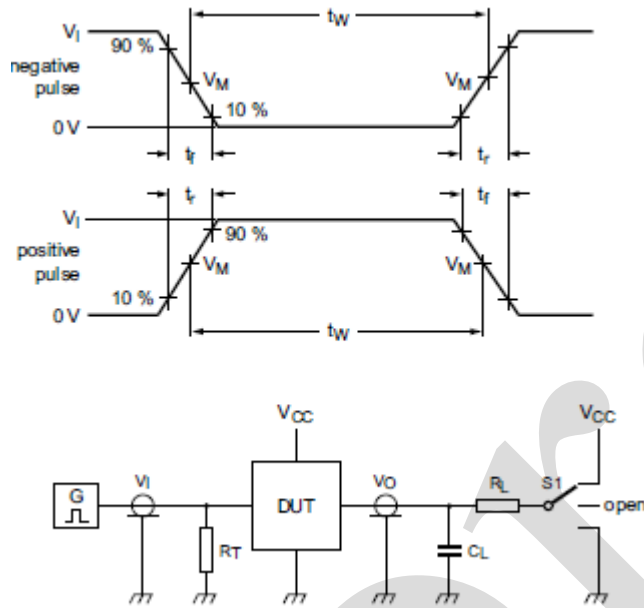 tW
VI
90 %
negative
pulse
VM
VM
10 %
0 V
tf
tr
tr
tf
VI
90 %
positive
pulse
VM
VM
10 %
0 V
tW
VCC
VCC
G
VI
DUT
VO
RL
S1
open
RT
CL